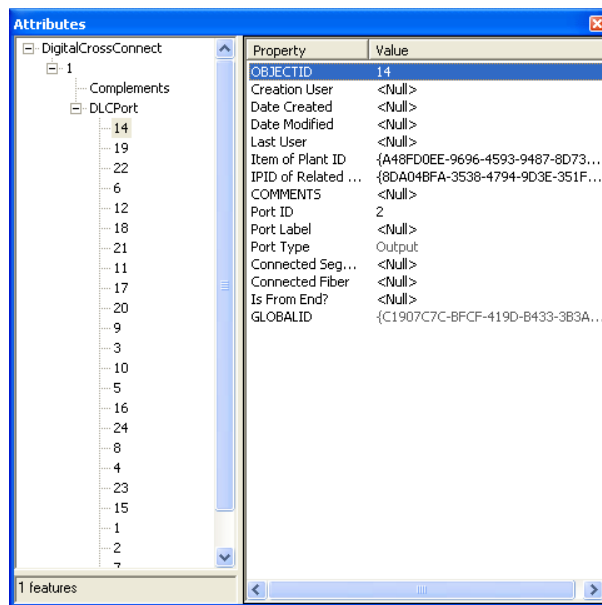 Attributes
DigitalCrossConnect
1
Complements
DLCPort
14
19
22
6
12
18
21
11
17
20
9
3
10
5
16
24
8
4
23
15
1
2
7
1 features
Property Value
OBJECTID 14
Creation User <Null>
Date Created <Null>
Date Modified <Null>
Last User <Null>
Item of Plant ID {A48FD0EE-9696-4593-9487-8D73...
IPID of Related ... {8DA04BFA-3538-4794-9D3E-351F...
COMMENTS <Null>
Port ID 2
Port Label <Null>
Port Type Output
Connected Seg... <Null>
Connected Fiber <Null>
Is From End? <Null>
GLOBALID {C1907C7C-BFCF-419D-B433-3B3A...